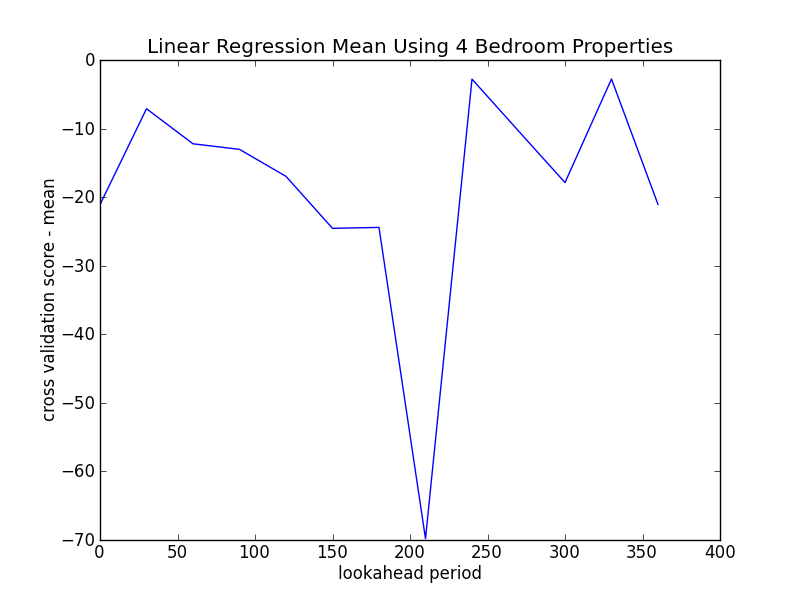 Linear Regression Mean Using 4 Bedroom Properties
cross validation score - mean
0
−10
−20
−30
−40
−50
−60
−70
0 50 100 150 200 250 300 350 400
lookahead period